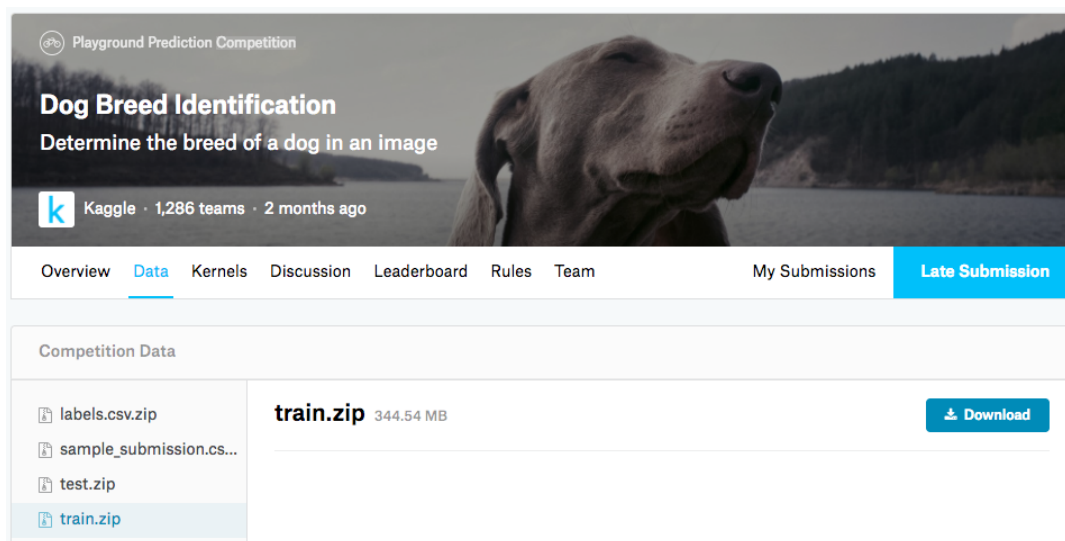 Playground Prediction Competition
Dog Breed Identification
Determine the breed of a dog in an image
k Kaggle · 1,286 teams · 2 months ago
Overview Data Kernels Discussion Leaderboard Rules Team My Submissions Late Submission
Competition Data
labels.csv.zip
train.zip 344.54 MB Download
sample_submission.cs...
test.zip
train.zip